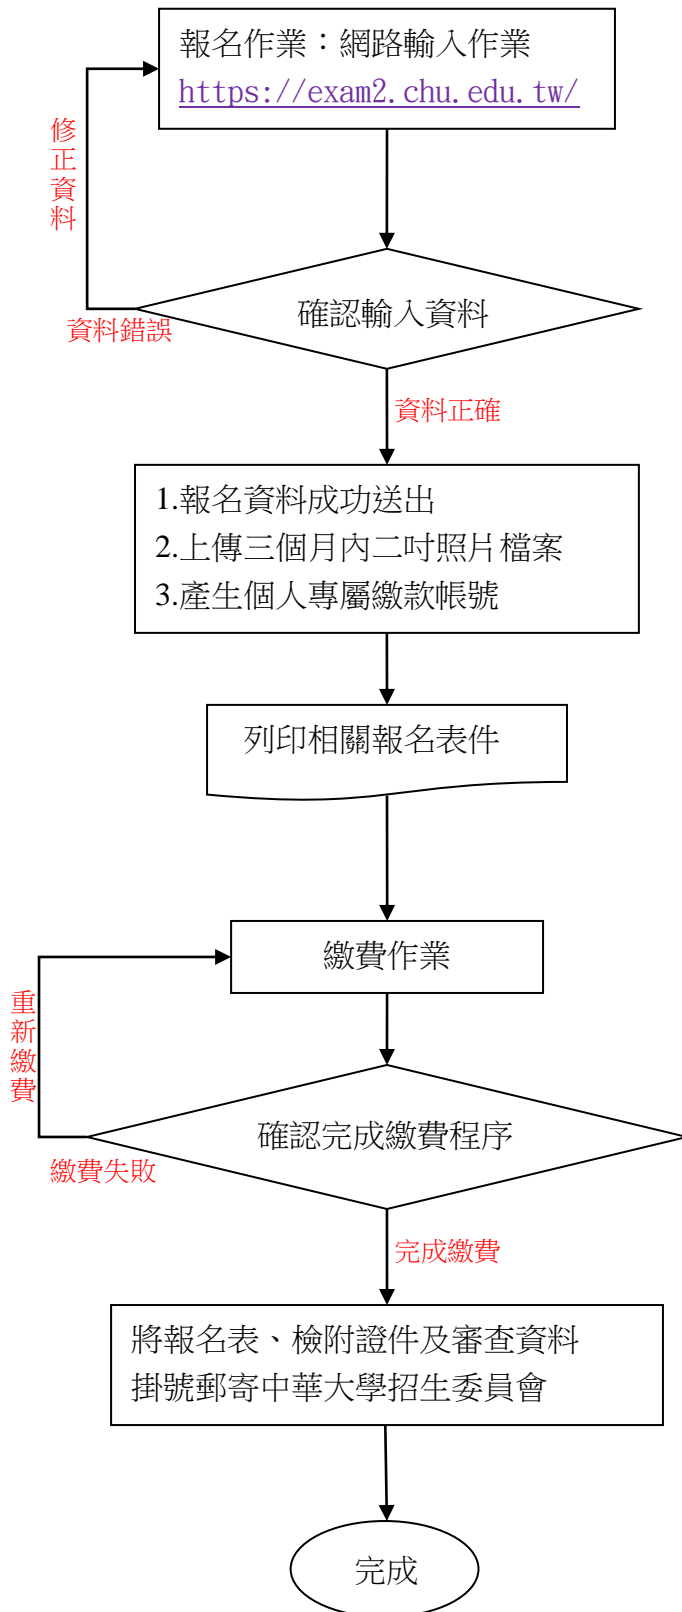 報名作業：網路輸入作業
https://exam2.chu.edu.tw/
修正資料
確認輸入資料
資料錯誤
資料正確
1.報名資料成功送出
2.上傳三個月內二吋照片檔案
3.產生個人專屬繳款帳號
列印相關報名表件
繳費作業
重新繳費
確認完成繳費程序
繳費失敗
完成繳費
將報名表、檢附證件及審查資料
掛號郵寄中華大學招生委員會
完成